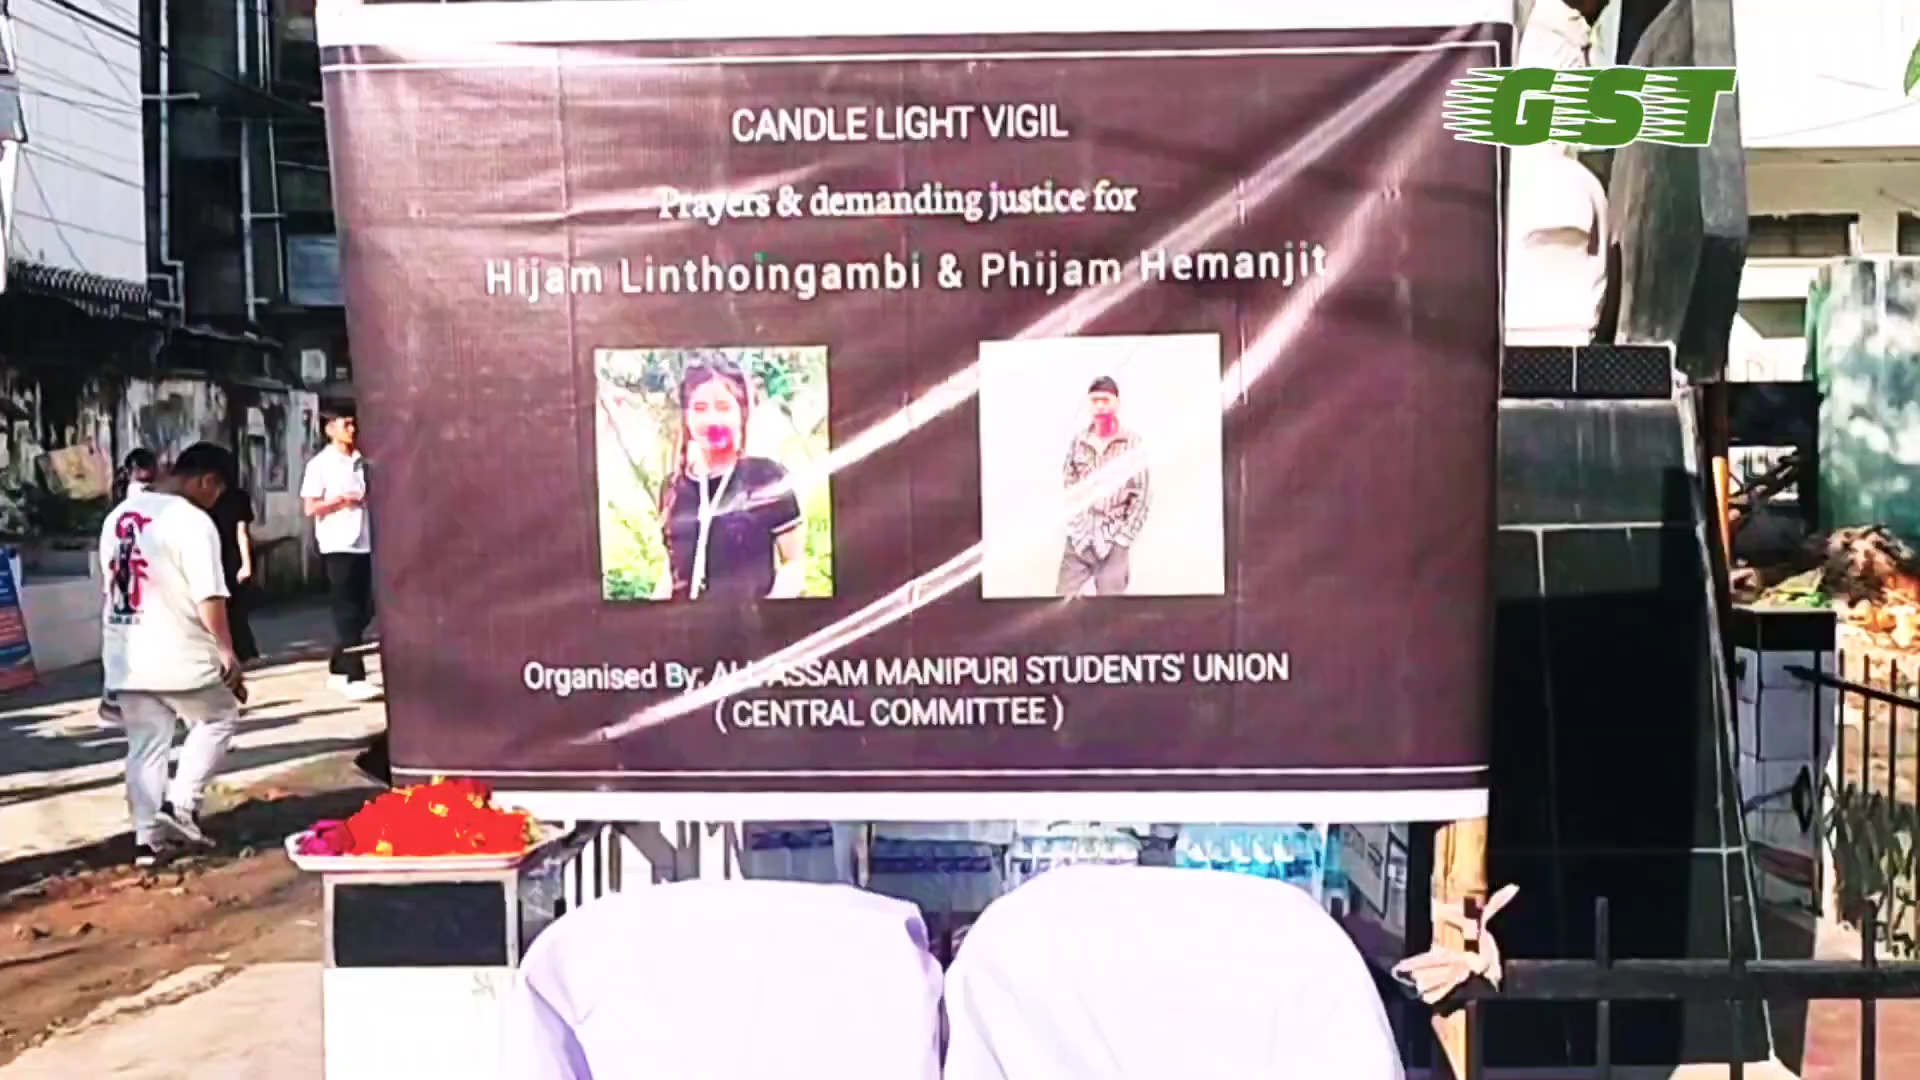 GST
CANDLE LIGHT VIGIL
Prayers & demanding justice for
Hijam Linthoingambi & Phijam Hemanjit
Organised By: ALL ASSAM MANIPURI STUDENTS' UNION
( CENTRAL COMMITTEE )